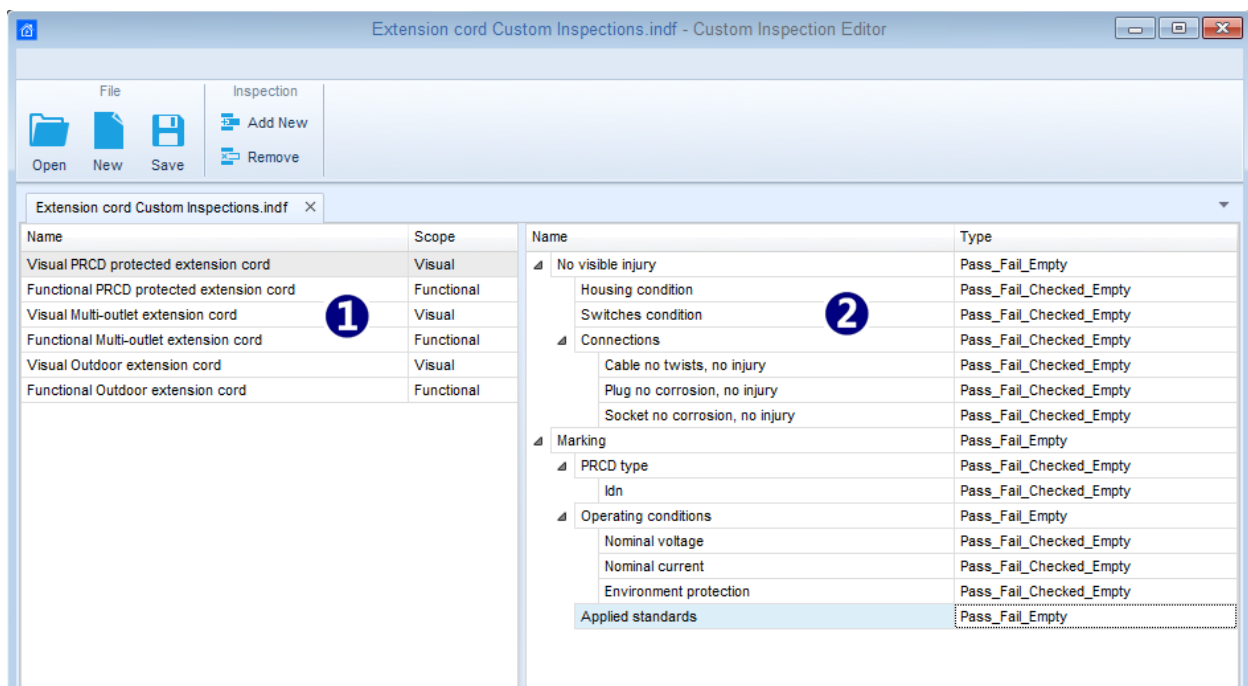 Extension cord Custom Inspections.indf - Custom Inspection Editor
File Inspection
Open New Save Add New
Remove
Extension cord Custom Inspections.indf
Name Scope Name Type
Visual PRCD protected extension cord Visual No visible injury Pass_Fail_Empty
Functional PRCD protected extension cord Functional Housing condition Pass_Fail_Checked_Empty
Visual Multi-outlet extension cord Visual Switches condition Pass_Fail_Checked_Empty
1 2
Functional Multi-outlet extension cord Functional Connections Pass_Fail_Checked_Empty
Visual Outdoor extension cord Visual Cable no twists, no injury Pass_Fail_Checked_Empty
Functional Outdoor extension cord Functional Plug no corrosion, no injury Pass_Fail_Checked_Empty
Socket no corrosion, no injury Pass_Fail_Checked_Empty
Marking Pass_Fail_Empty
PRCD type Pass_Fail_Checked_Empty
Idn Pass_Fail_Checked_Empty
Operating conditions Pass_Fail_Empty
Nominal voltage Pass_Fail_Checked_Empty
Nominal current Pass_Fail_Checked_Empty
Environment protection Pass_Fail_Checked_Empty
Applied standards Pass_Fail_Empty